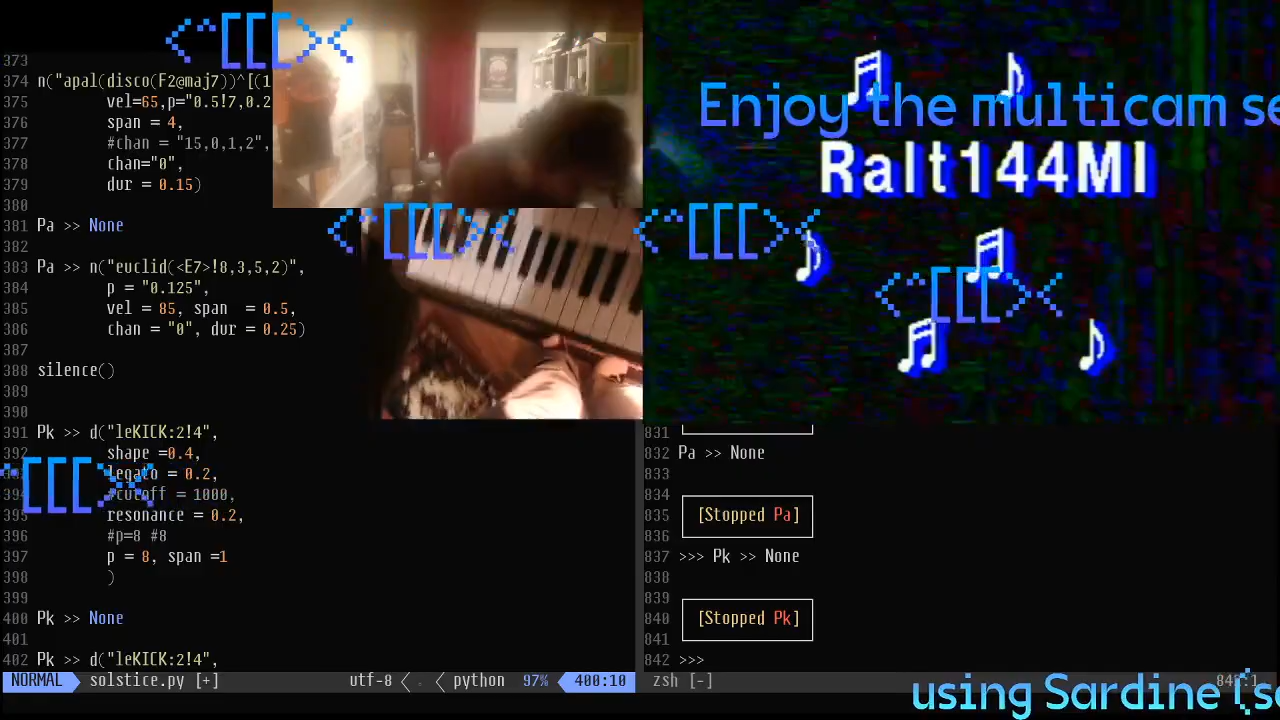 373
374 n("apal(disco(F2@maj7))^[(1
375 vel=65,p="0.5!7,0.2
376 span = 4,
377 #chan = "15,0,1,2",
378 chan="0",
379 dur = 0.15)
380
381 Pa >> None
382
383 Pa >> n("euclid(<E7>!8,3,5,2)",
384 p = "0.125",
385 vel = 85, span  = 0.5,
386 chan = "0", dur = 0.25)
387
388 silence()
389
390
391 Pk >> d("leKICK:2!4",
392 shape =0.4,
legato = 0.2,
394 #cutoff = 1000,
395 resonance = 0.2,
396 #p=8 #8
397 p = 8, span =1
398 )
399
400 Pk >> None
401
402 Pk >> d("leKICK:2!4",
NORMAL solstice.py [+] utf-8 < . < python 97% 400:10
<^[[[>< 
<^[[[><
<^[[[><
<^[[[><
^[[[><
Enjoy the multicam se
Ralt144MI
831
832 Pa >> None
833
834
835 [Stopped Pa]
836
837 >>> Pk >> None
838
839
840 [Stopped Pk]
841
842 >>>
zsh [-]
using Sardine (s